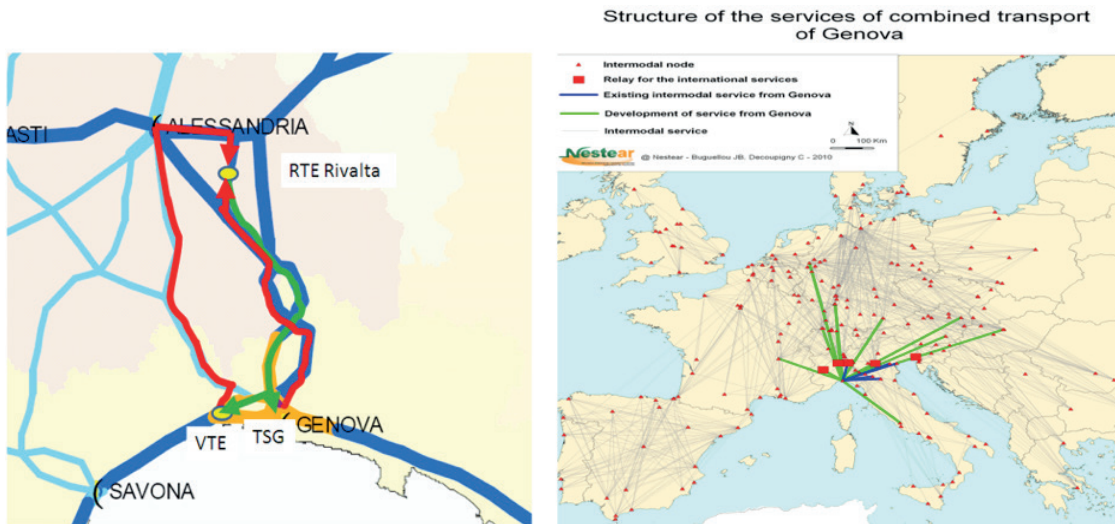 ASTI
ALESSANDRIA
RTE Rivalta
VTE
TSG
GENOVA
SAVONA
Structure of the services of combined transport
of Genova
Intermodal node
Relay for the international services
Existing intermodal service from Genova
Development of service from Genova
Intermodal service
N
0 100 Km
Nestear
@ Nestear - Buguellou JB, Decoupigny C - 2010